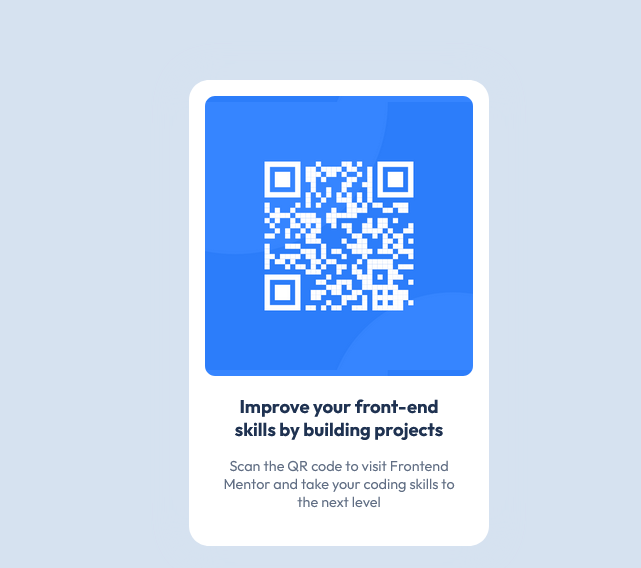 Improve your front-end
skills by building projects
Scan the QR code to visit Frontend
Mentor and take your coding skills to
the next level